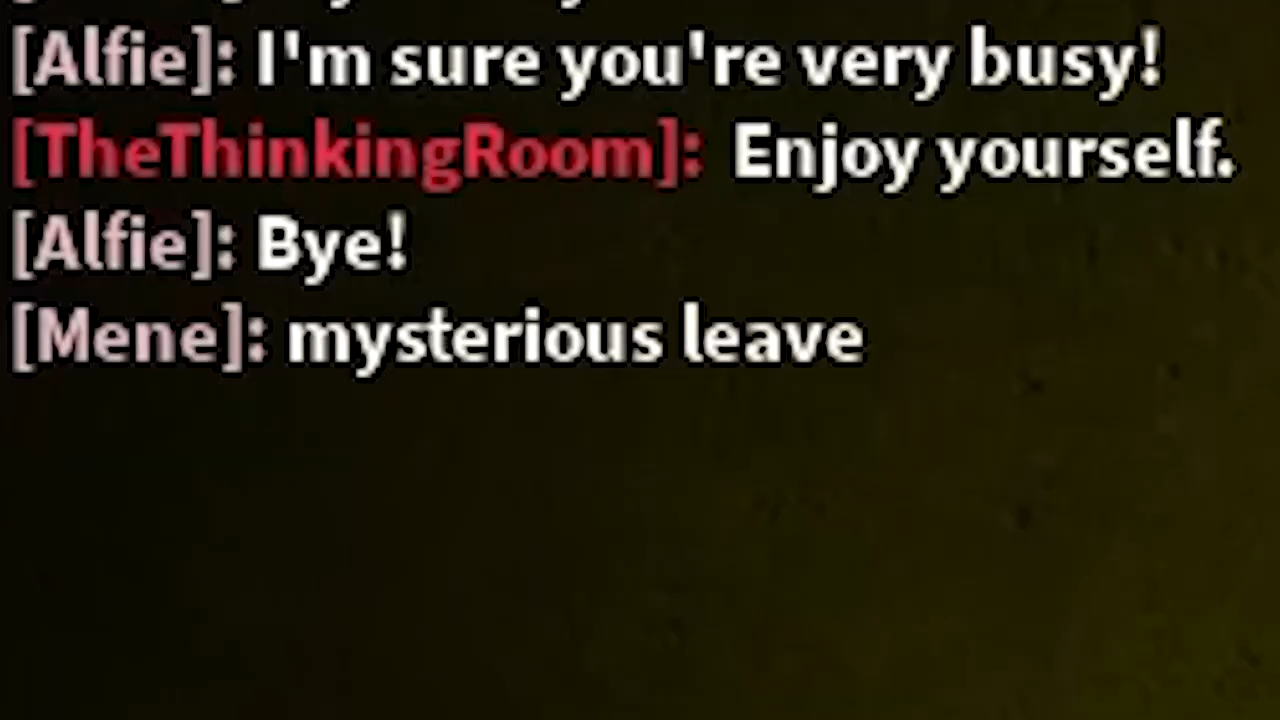 [Alfie]: I'm sure you're very busy!
[TheThinkingRoom]: Enjoy yourself.
[Alfie]: Bye!
[Mene]: mysterious leave